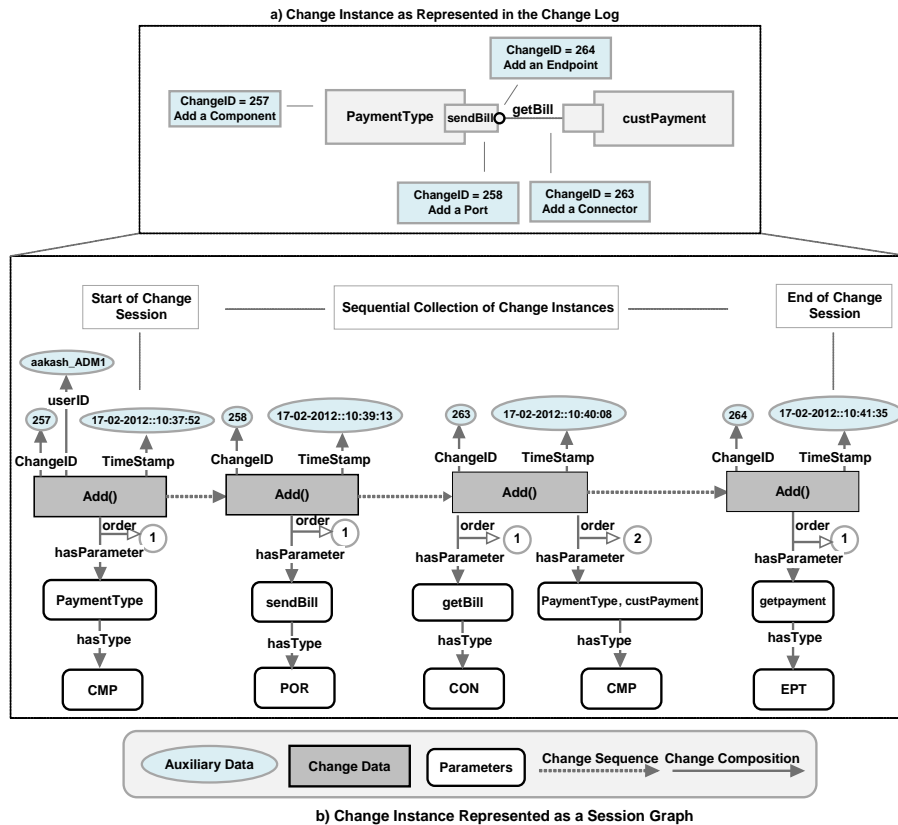 a) Change Instance as Represented in the Change Log
ChangeID = 264
Add an Endpoint
ChangeID = 257
Add a Component
PaymentType
sendBill
getBill
custPayment
ChangeID = 258
Add a Port
ChangeID = 263
Add a Connector
Start of Change
Session
Sequential Collection of Change Instances
End of Change
Session
aakash_ADM1
userID
257
17-02-2012::10:37:52
258
17-02-2012::10:39:13
263
17-02-2012::10:40:08
264
17-02-2012::10:41:35
ChangeID
TimeStamp
ChangeID
TimeStamp
ChangeID
TimeStamp
ChangeID
TimeStamp
Add()
Add()
Add()
Add()
order
1
order
1
order
1
order
2
order
1
hasParameter
hasParameter
hasParameter
hasParameter
hasParameter
PaymentType
sendBill
getBill
PaymentType, custPayment
getpayment
hasType
hasType
hasType
hasType
hasType
CMP
POR
CON
CMP
EPT
Auxiliary Data
Change Data
Parameters
Change Sequence
Change Composition
b) Change Instance Represented as a Session Graph